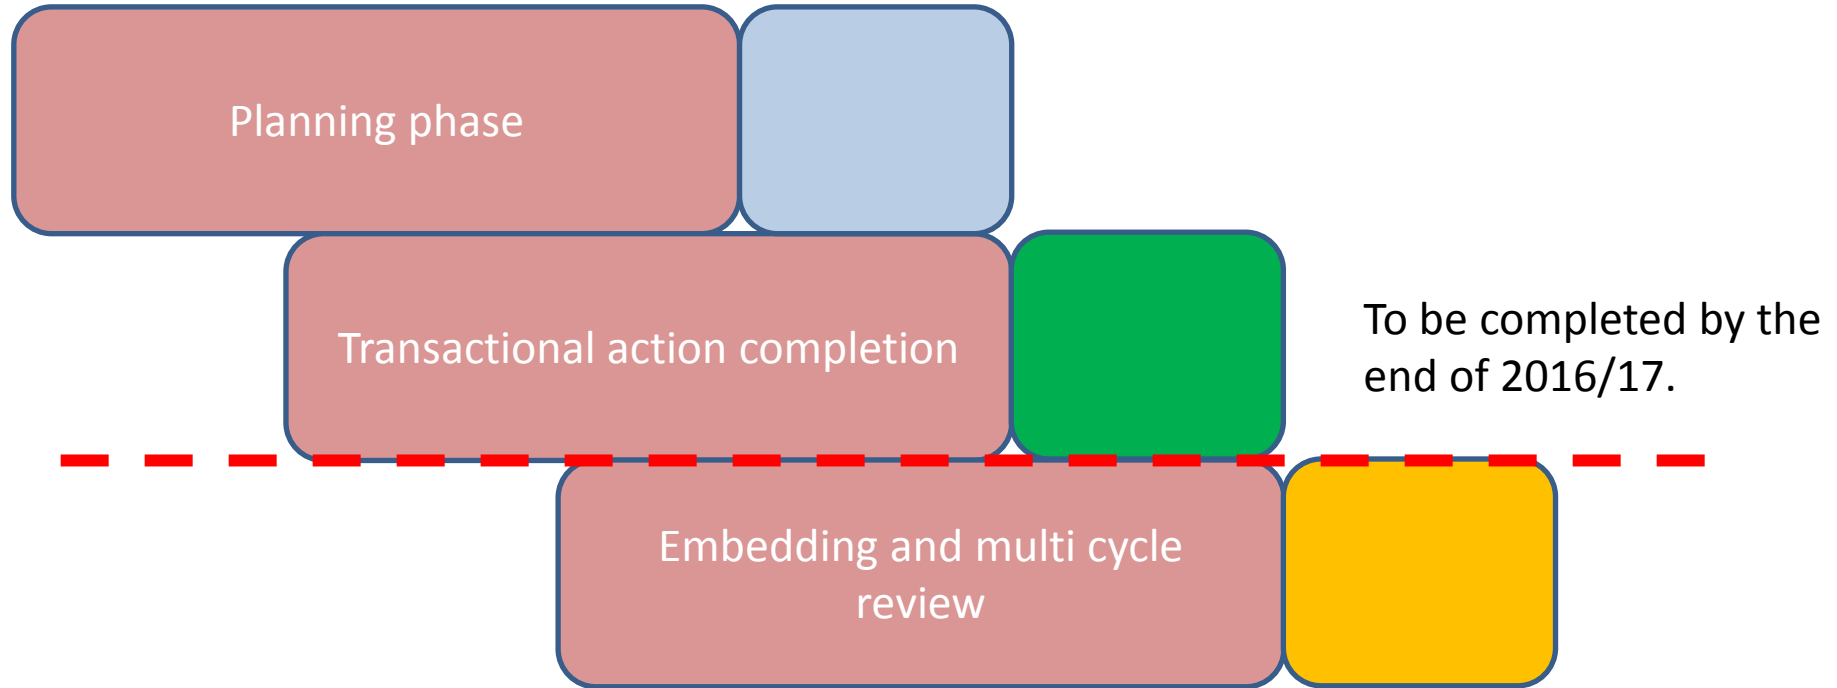 Planning phase
Transactional action completion
To be completed by the
end of 2016/17.
Embedding and multi cycle
review